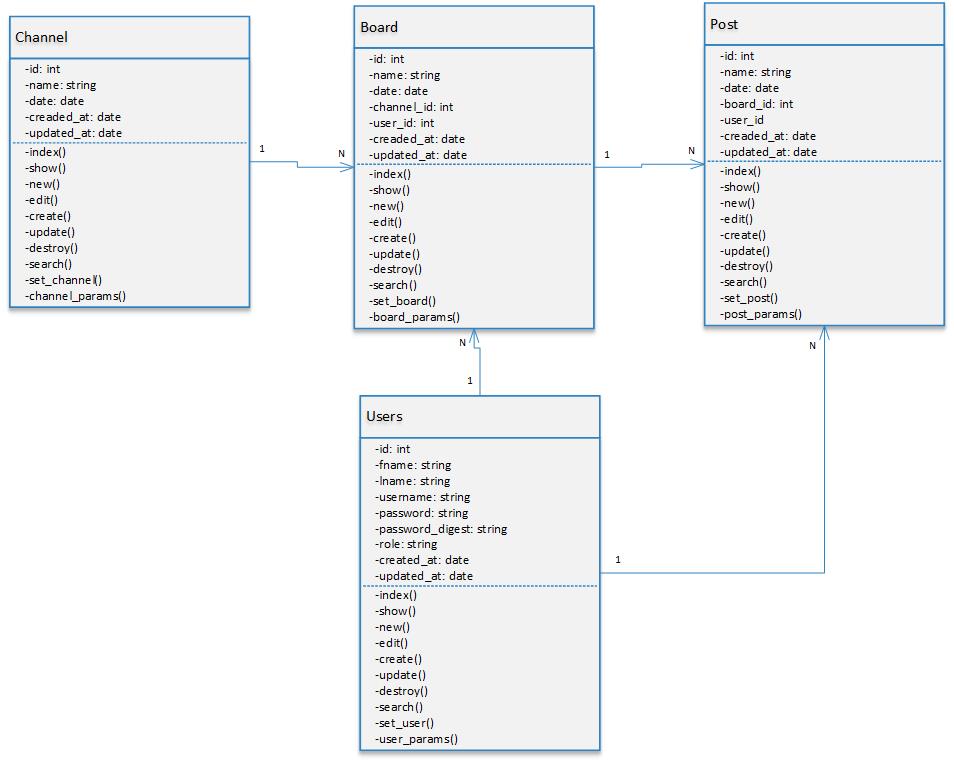 Channel
-id: int
-name: string
-date: date
-creaded_at: date
-updated_at: date
-index()
-show()
-new()
-edit()
-create()
-update()
-destroy()
-search()
-set_channel()
-channel_params()
1
N
Board
-id: int
-name: string
-date: date
-channel_id: int
-user_id: int
-creaded_at: date
-updated_at: date
-index()
-show()
-new()
-edit()
-create()
-update()
-destroy()
-search()
-set_board()
-board_params()
1
N
Post
-id: int
-name: string
-date: date
-board_id: int
-user_id
-creaded_at: date
-updated_at: date
-index()
-show()
-new()
-edit()
-create()
-update()
-destroy()
-search()
-set_post()
-post_params()
N
1
N
Users
-id: int
-fname: string
-lname: string
-username: string
-password: string
-password_digest: string
-role: string
-created_at: date
-updated_at: date
-index()
-show()
-new()
-edit()
-create()
-update()
-destroy()
-search()
-set_user()
-user_params()
1